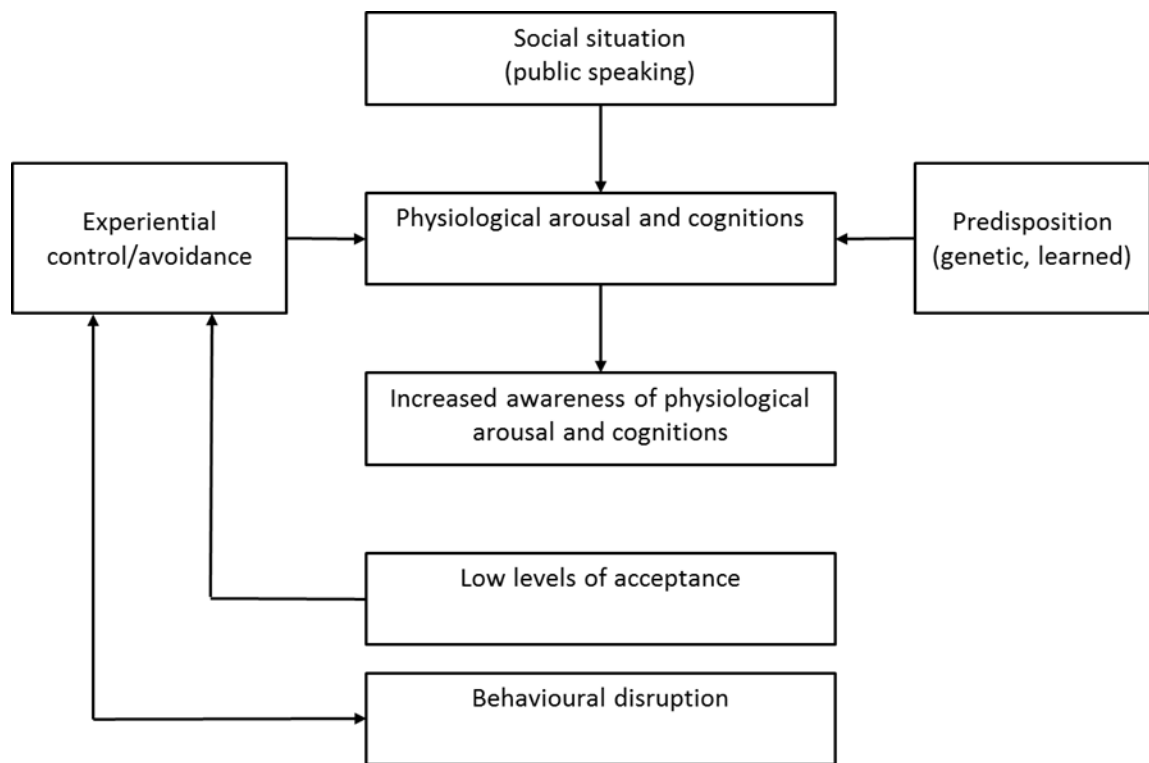 Social situation
(public speaking)
Experiential
control/avoidance
Physiological arousal and cognitions
Predisposition
(genetic, learned)
Increased awareness of physiological
arousal and cognitions
Low levels of acceptance
Behavioural disruption